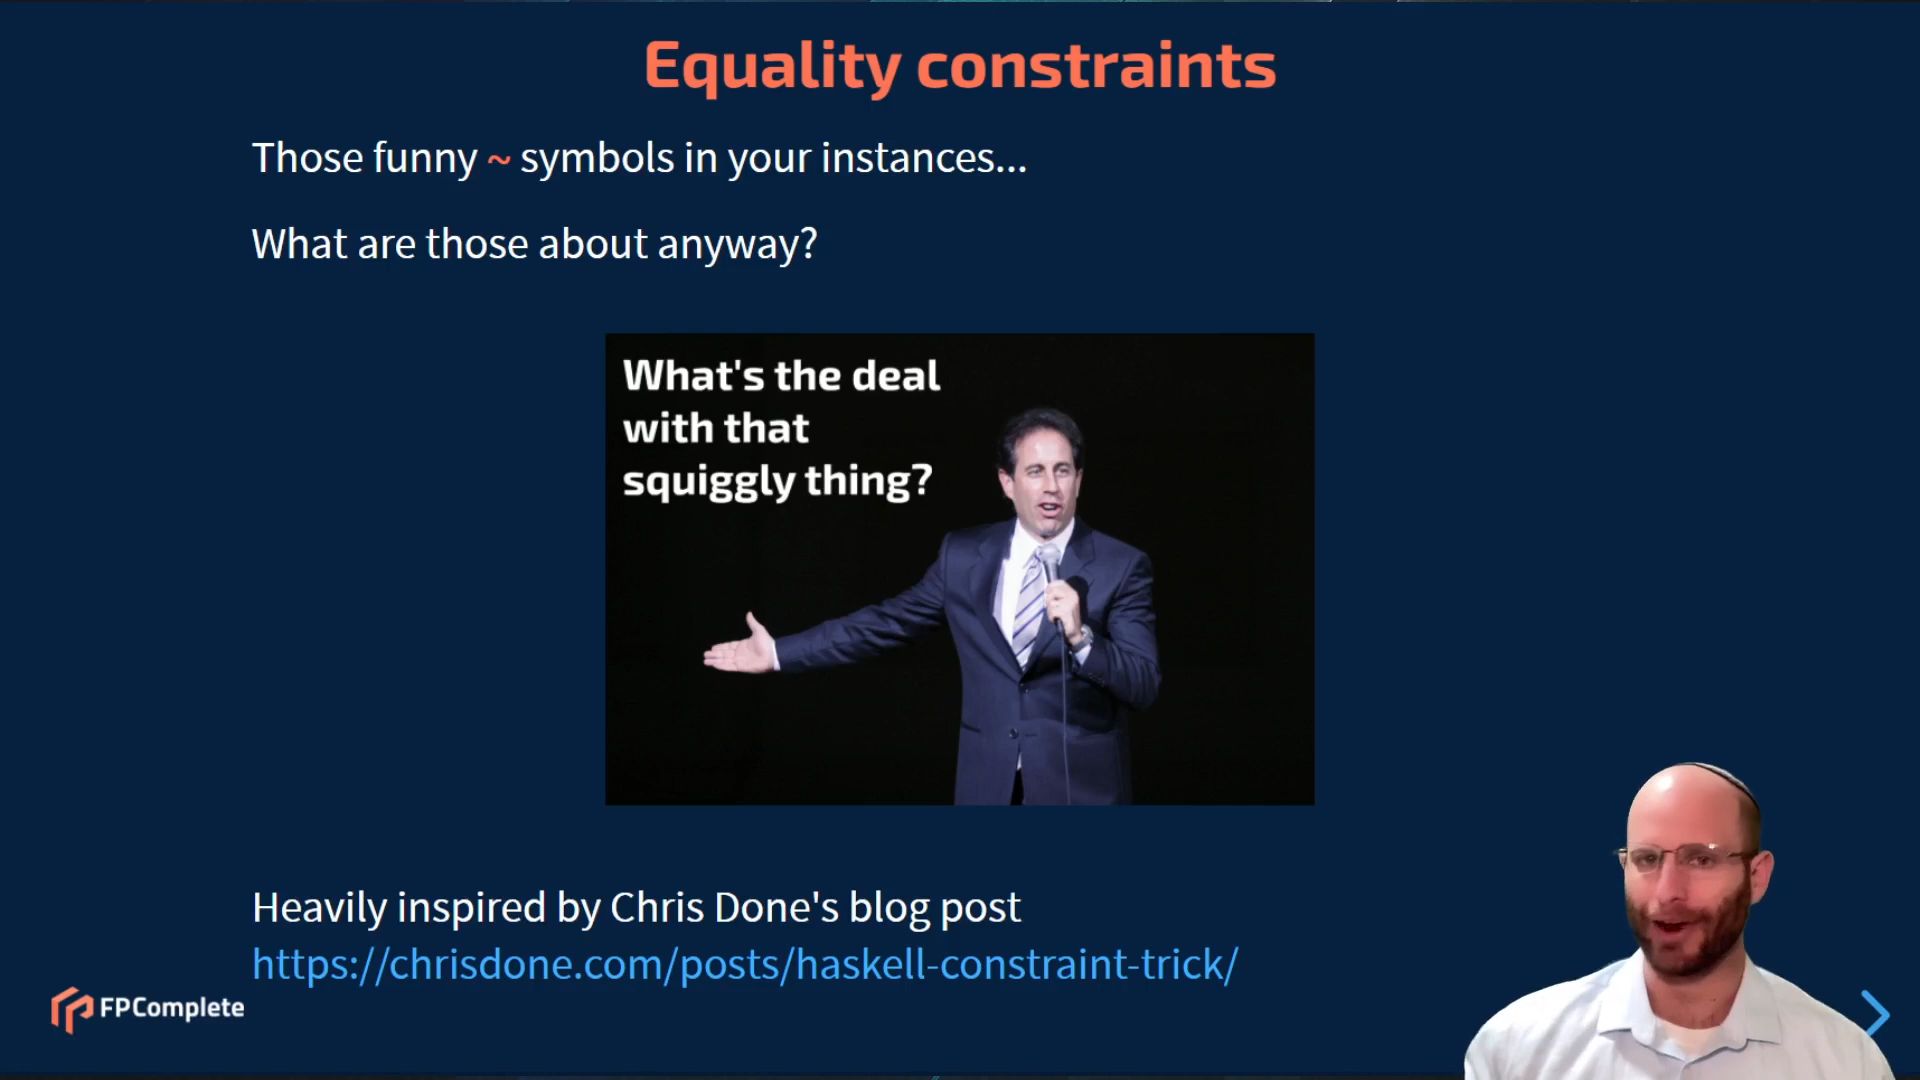 Equality constraints
Those funny ~ symbols in your instances...
What are those about anyway?
What's the deal
with that
squiggly thing?
Heavily inspired by Chris Done's blog post
https://chrisdone.com/posts/haskell-constraint-trick/
FPComplete